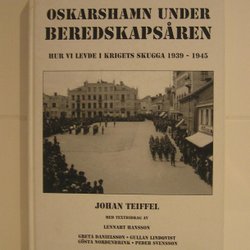 OSKARSHAMN UNDER
BEREDSKAPSÅREN
HUR VI LEVDE I KRIGETS SKUGGA 1939 - 1945
JOHAN TEIFFEL
MED TEXTBIDRAG AV
LENNART HANSSON
GRETA DANIELSSON • GULLAN LINDQVIST
GÖSTA NORDENBRINK • PEDER SVENSSON